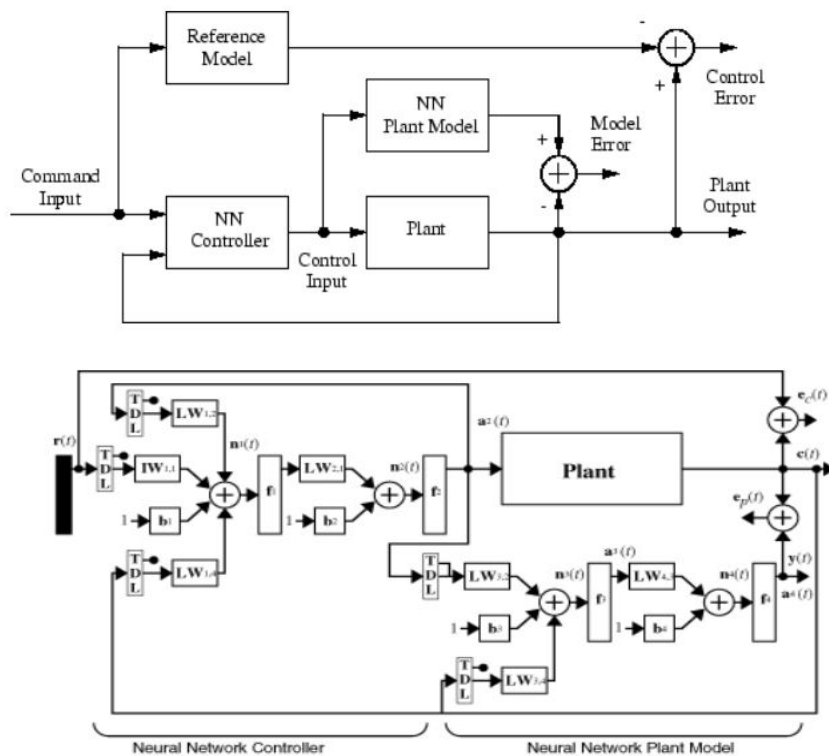 -
Reference
Model
+
Control
Error
NN
Plant Model
+
Model
Error
Command
Input
NN
Controller
-
Plant
Plant
Output
Control
Input
T
D
L
LW1,2
r(t)
n1(t)
a2(t)
ec(t)
T
D
L
IW1,1
LW2,1
n2(t)
Plant
c(t)
f1
f2
1
b1
1
b2
ep(t)
T
D
L
LW1,4
T
D
L
LW3,2
n3(t)
a3(t)
LW4,3
n4(t)
y(t)
a4(t)
f3
f4
1
b3
1
b4
T
D
L
LW3,4
Neural Network Controller
Neural Network Plant Model